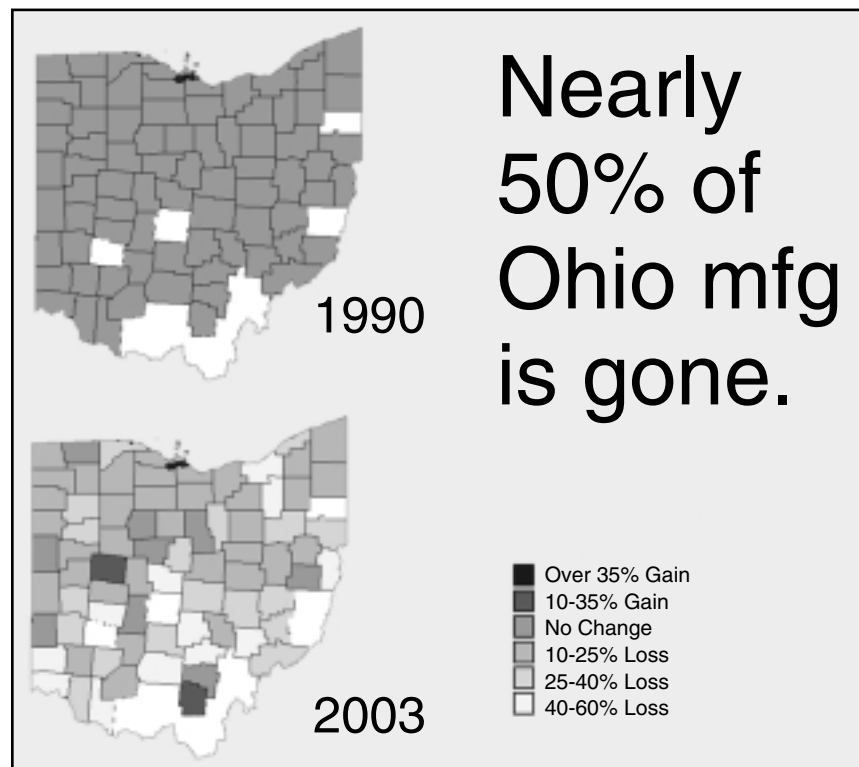 Nearly
50% of
Ohio mfg
is gone.
1990
2003
Over 35% Gain
10-35% Gain
No Change
10-25% Loss
25-40% Loss
40-60% Loss